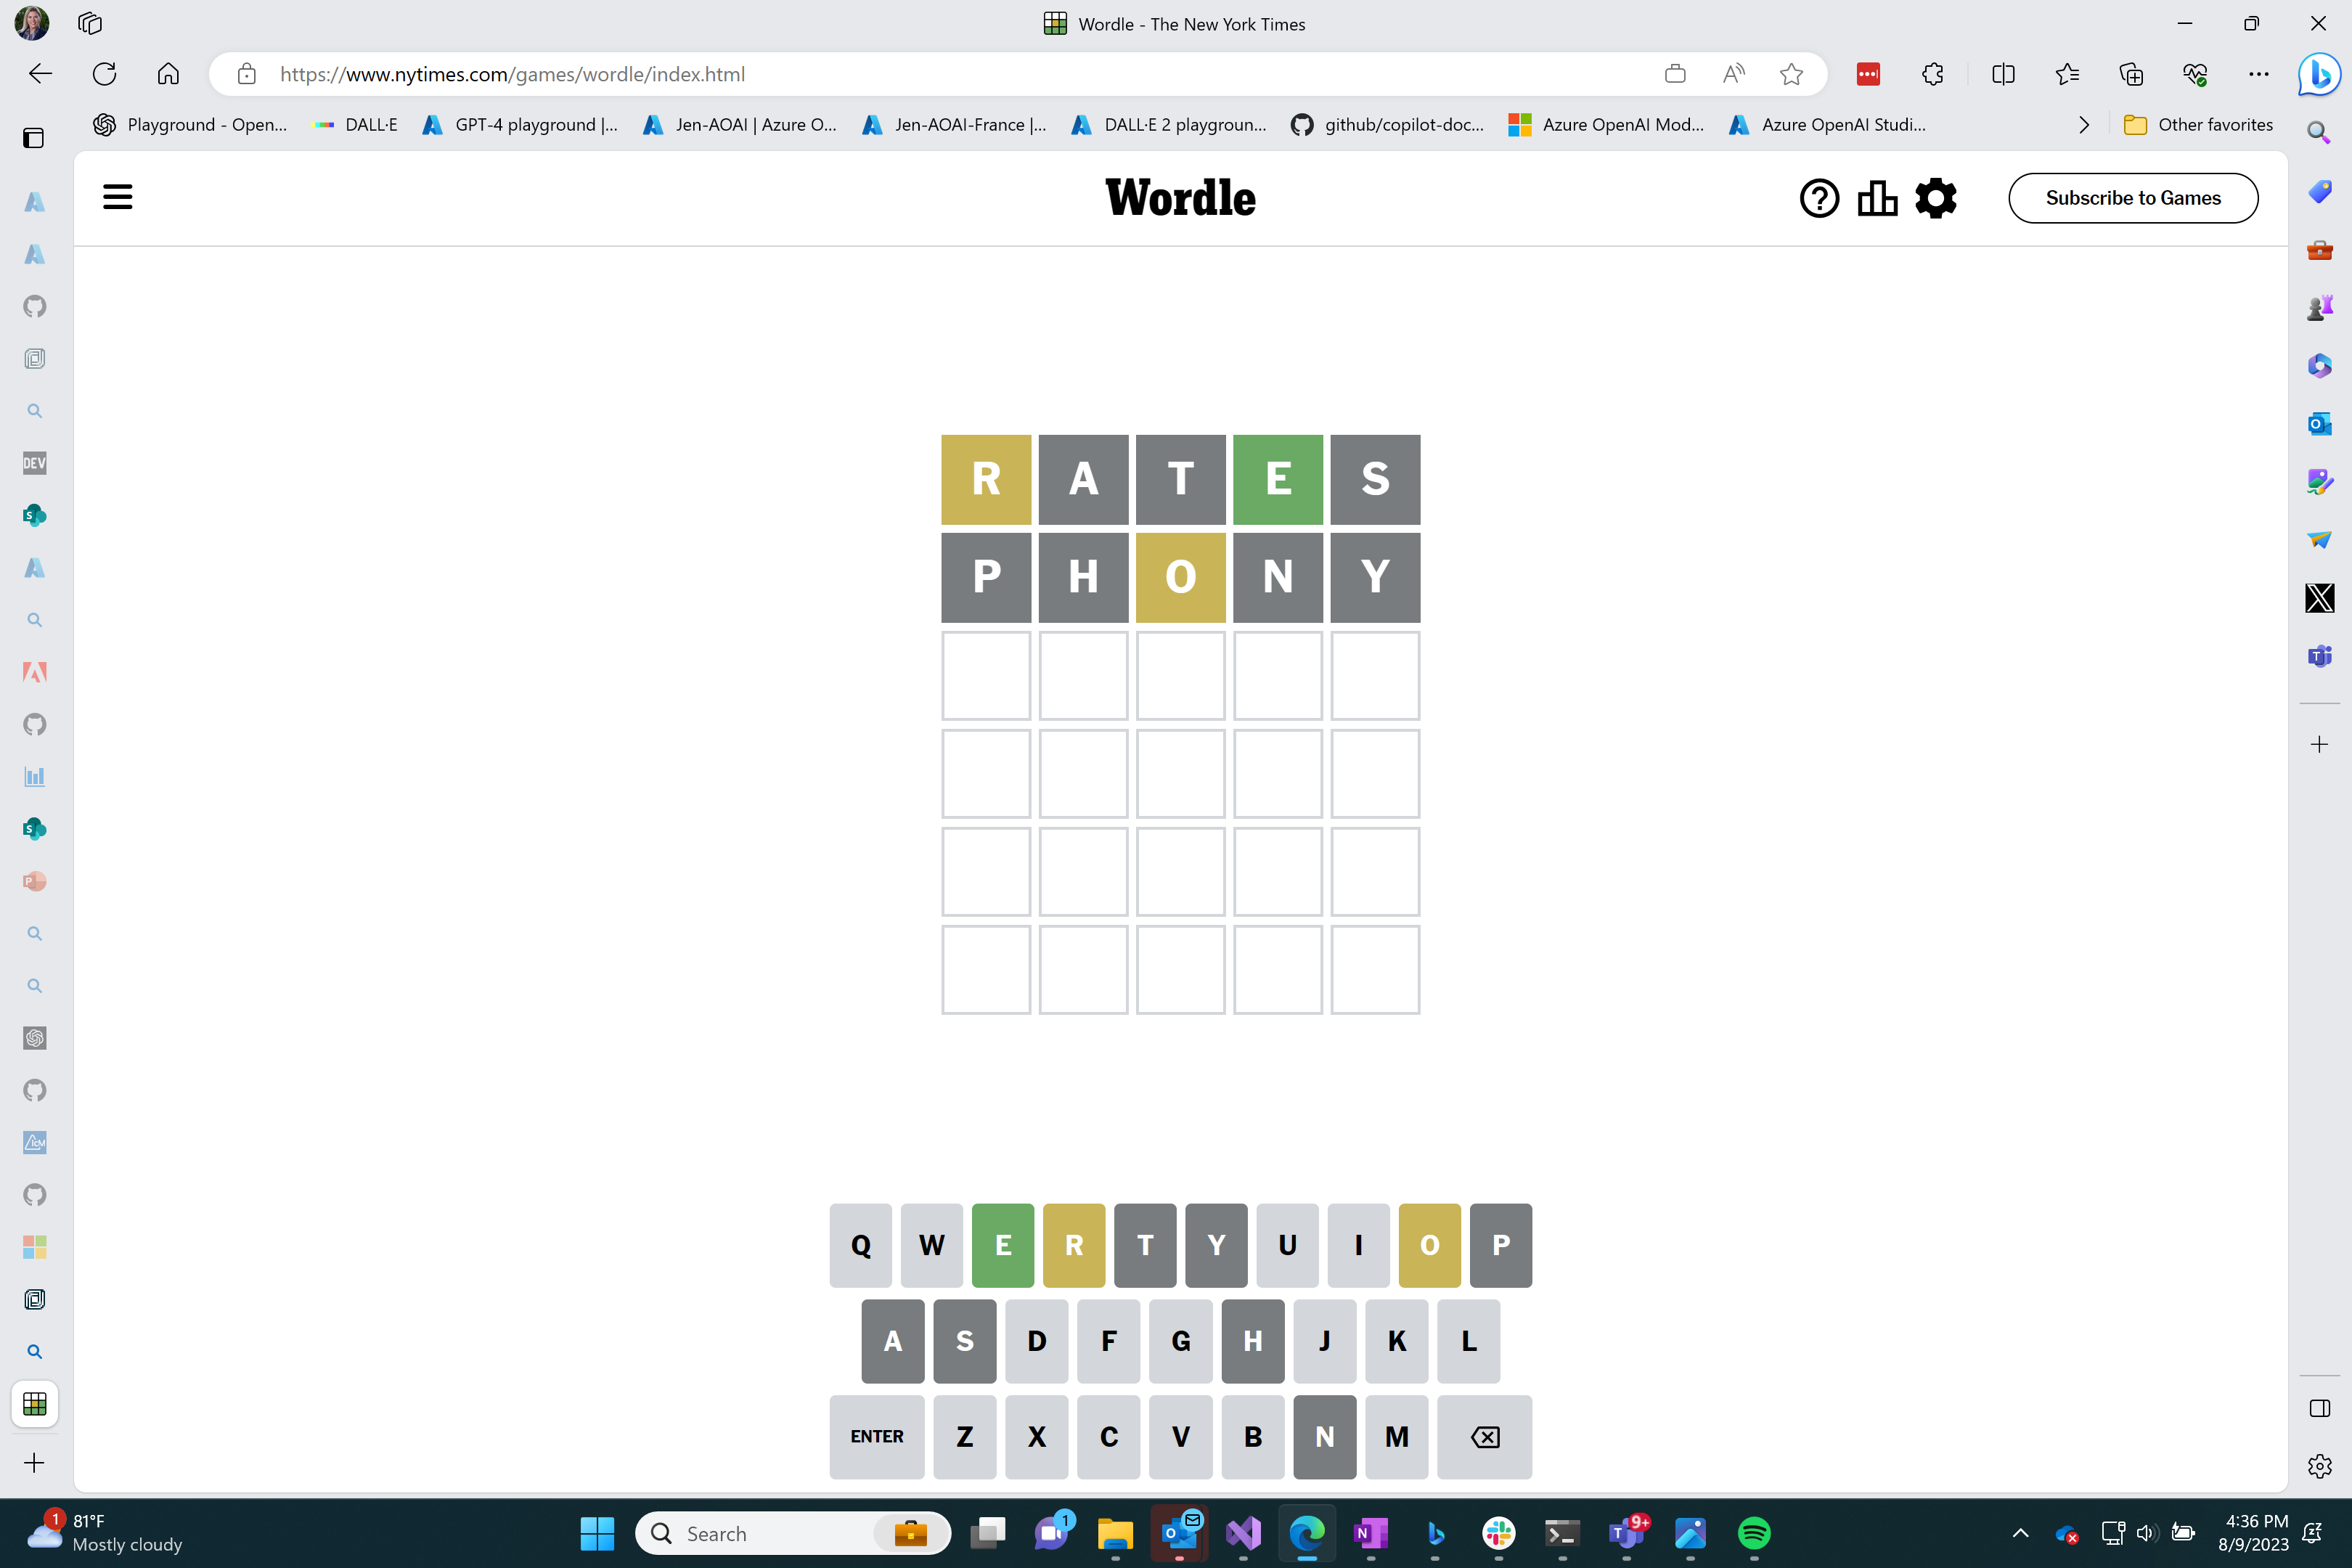 Wordle - The New York Times
https://www.nytimes.com/games/wordle/index.html
Playground - Open... DALL·E GPT-4 playground |... Jen-AOAI | Azure O... Jen-AOAI-France |... DALL·E 2 playgroun... github/copilot-doc... Azure OpenAI Mod... Azure OpenAI Studi... Other favorites
Wordle
Subscribe to Games
DEV
R A T E S
P H O N Y
Q W E R T Y U I O P
A S D F G H J K L
ENTER Z X C V B N M
1
81°F
Mostly cloudy
Search
1
9+
4:36 PM
8/9/2023